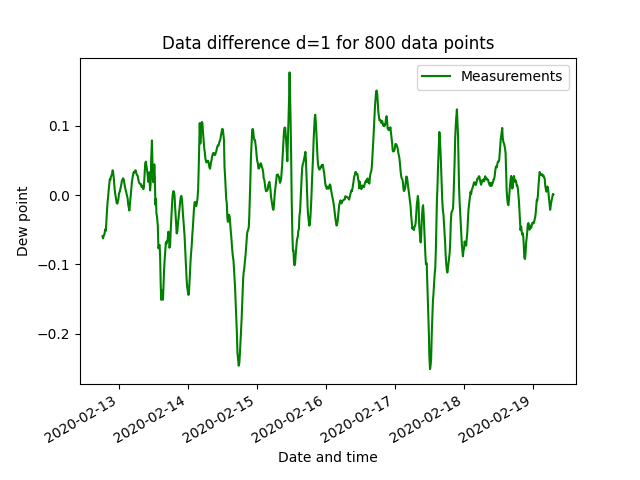 Data difference d=1 for 800 data points
Measurements
Dew point
0.1
0.0
−0.1
−0.2
2020-02-13
2020-02-14
2020-02-15
2020-02-16
2020-02-17
2020-02-18
2020-02-19
Date and time